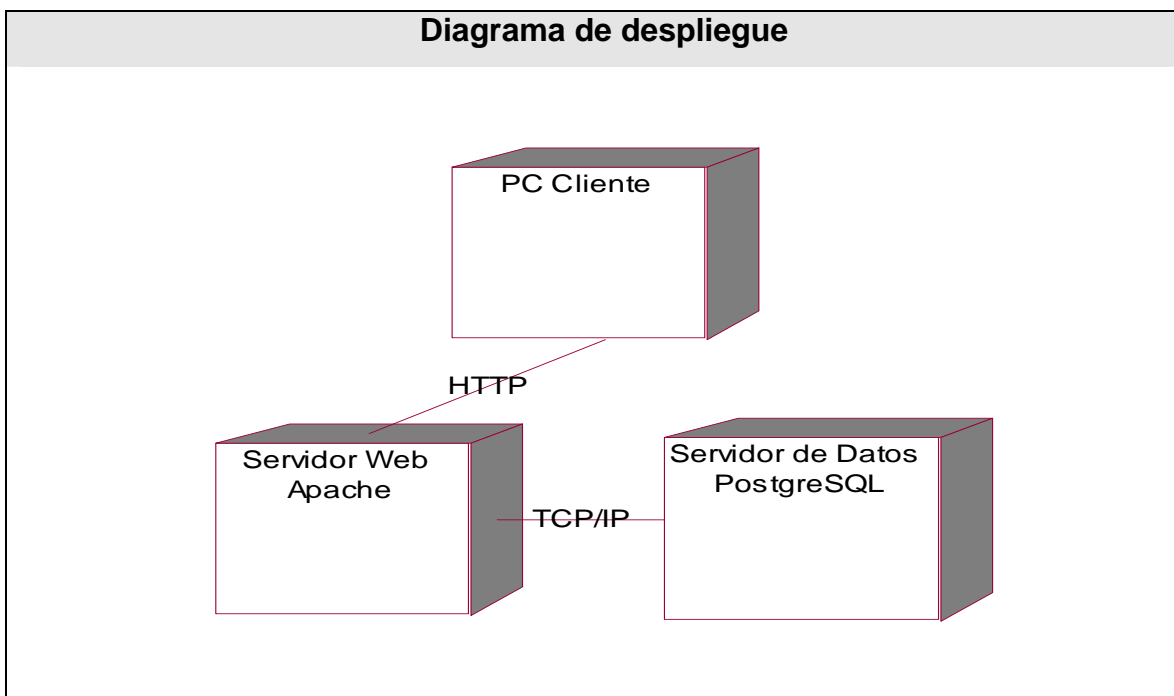 Diagrama de despliegue
PC Cliente
HTTP
Servidor Web
Apache
TCP/IP
Servidor de Datos
PostgreSQL